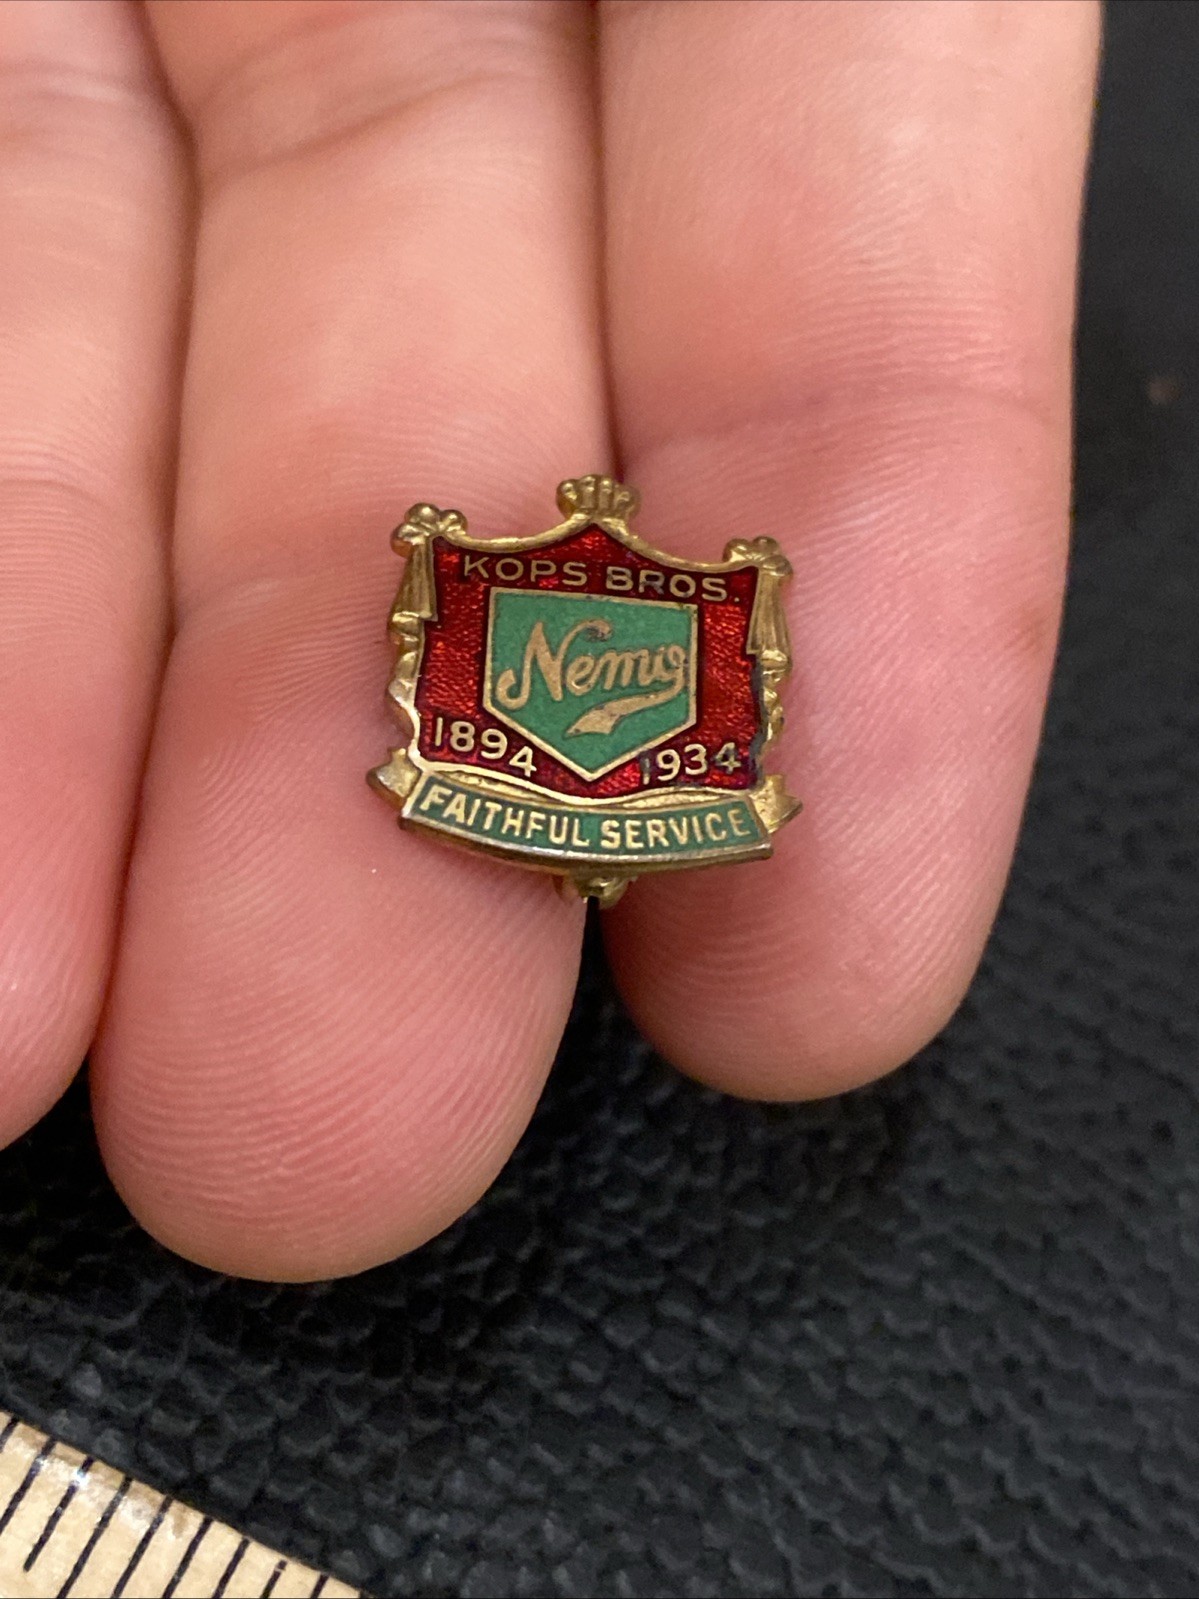 KOPS BROS.
Nemo
1894 1934
FAITHFUL SERVICE